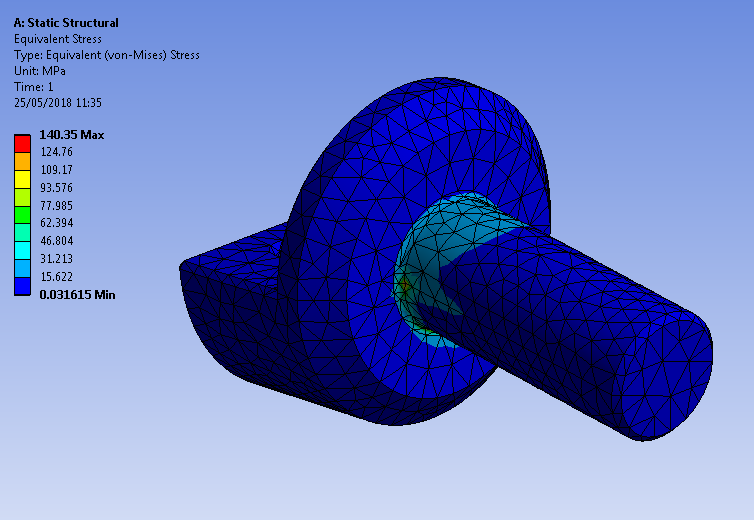 A: Static Structural
Equivalent Stress
Type: Equivalent (von-Mises) Stress
Unit: MPa
Time: 1
25/05/2018 11:35
140.35 Max
124.76
109.17
93.576
77.985
62.394
46.804
31.213
15.622
0.031615 Min